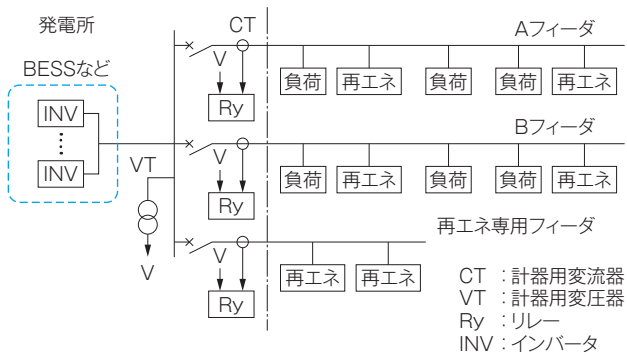 発電所
CT
Aフィーダ
BESSなど
V
負荷 再エネ 負荷 負荷 再エネ
INV
Ry
Bフィーダ
INV
VT
V
負荷 再エネ 負荷 負荷 再エネ
Ry
再エネ専用フィーダ
V
V
再エネ 再エネ
Ry
CT：計器用変流器
VT：計器用変圧器
Ry：リレー
INV：インバータ